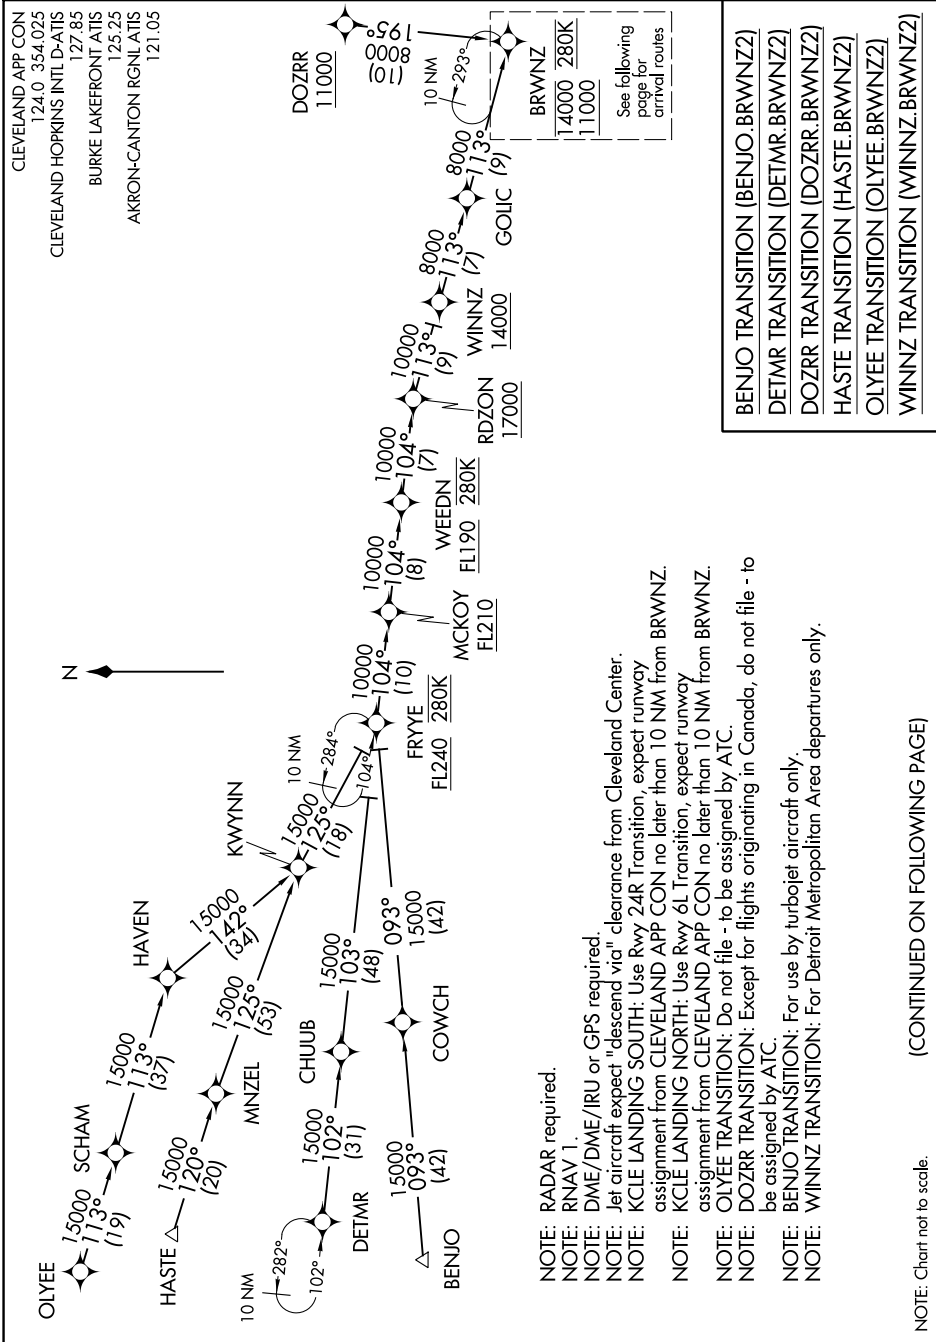 CLEVELAND APP CON
124.0 354.025
CLEVELAND HOPKINS INTL D-ATIS
127.85
BURKE LAKEFRONT ATIS
125.25
AKRON-CANTON RGNL ATIS
121.05
N
OLYEE
15000
113°
(19)
SCHAM
15000
113°
(37)
HAVEN
15000
142°
(34)
KWYNN
HASTE
15000
120°
(20)
MNZEL
15000
125°
(53)
15000
125°
(18)
10 NM
284°
104°
10 NM
282°
102°
DETMR
15000
102°
(31)
CHUUB
15000
103°
(48)
BENJO
15000
093°
(42)
COWCH
093°
15000
(42)
FRYYE
FL240 280K
10000
104°
(10)
MCKOY
FL210
10000
104°
(8)
WEEDN
FL190 280K
10000
104°
(7)
RDZON
17000
10000
113°
(9)
WINNZ
14000
8000
113°
(7)
GOLIC
8000
113°
(9)
10 NM
293°
DOZRR
11000
195°
8000
(10)
BRWNZ
14000 280K
11000
See following
page for
arrival routes
NOTE: RADAR required.
NOTE: RNAV 1.
NOTE: DME/DME/IRU or GPS required.
NOTE: Jet aircraft expect "descend via" clearance from Cleveland Center.
NOTE: KCLE LANDING SOUTH: Use Rwy 24R Transition, expect runway
assignment from CLEVELAND APP CON no later than 10 NM from BRWNZ.
NOTE: KCLE LANDING NORTH: Use Rwy 6L Transition, expect runway
assignment from CLEVELAND APP CON no later than 10 NM from BRWNZ.
NOTE: OLYEE TRANSITION: Do not file - to be assigned by ATC.
NOTE: DOZRR TRANSITION: Except for flights originating in Canada, do not file - to
be assigned by ATC.
NOTE: BENJO TRANSITION: For use by turbojet aircraft only.
NOTE: WINNZ TRANSITION: For Detroit Metropolitan Area departures only.
BENJO TRANSITION (BENJO.BRWNZ2)
DETMR TRANSITION (DETMR.BRWNZ2)
DOZRR TRANSITION (DOZRR.BRWNZ2)
HASTE TRANSITION (HASTE.BRWNZ2)
OLYEE TRANSITION (OLYEE.BRWNZ2)
WINNZ TRANSITION (WINNZ.BRWNZ2)
NOTE: Chart not to scale.
(CONTINUED ON FOLLOWING PAGE)